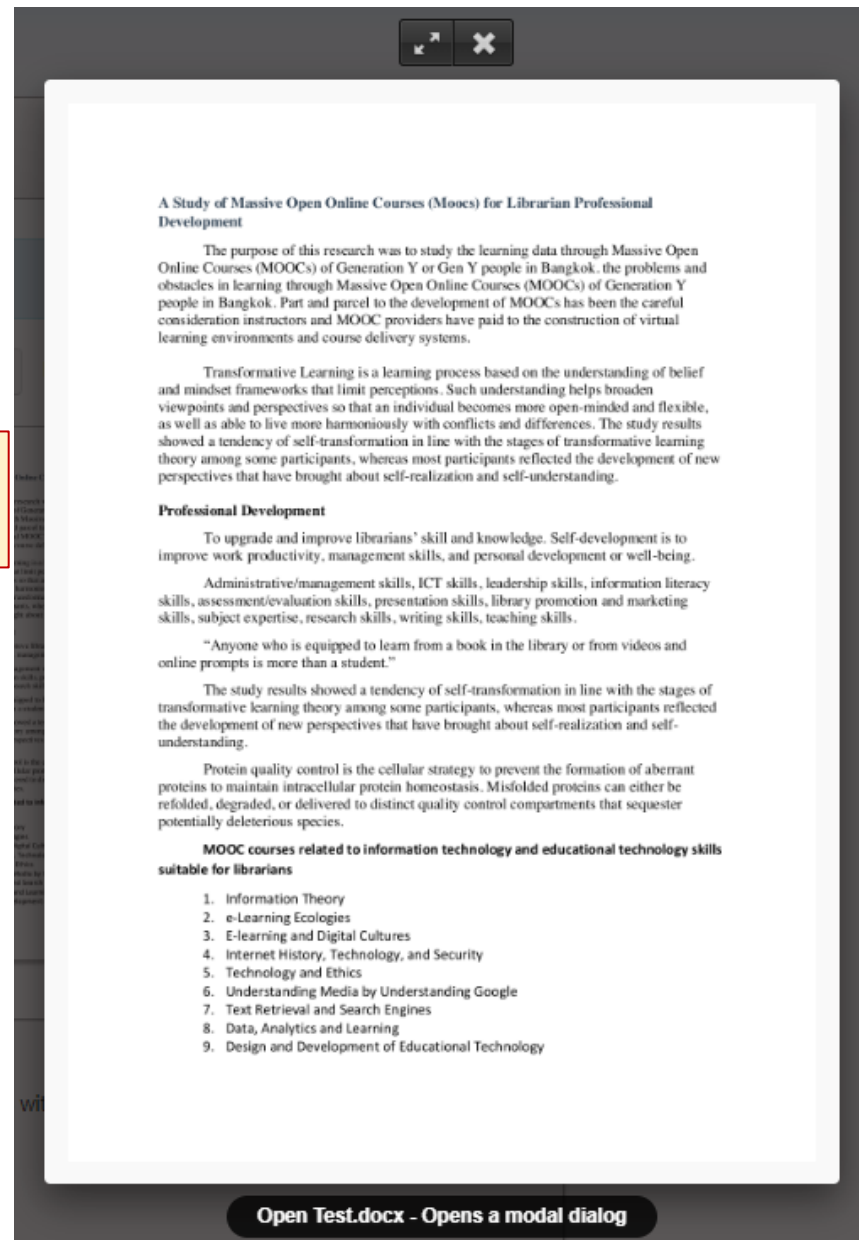 A Study of Massive Open Online Courses (Moocs) for Librarian Professional
Development
The purpose of this research was to study the learning data through Massive Open
Online Courses (MOOCs) of Generation Y or Gen Y people in Bangkok. the problems and
obstacles in learning through Massive Open Online Courses (MOOCs) of Generation Y
people in Bangkok. Part and parcel to the development of MOOCs has been the careful
consideration instructors and MOOC providers have paid to the construction of virtual
learning environments and course delivery systems.
Transformative Learning is a learning process based on the understanding of belief
and mindset frameworks that limit perceptions. Such understanding helps broaden
viewpoints and perspectives so that an individual becomes more open-minded and flexible,
as well as able to live more harmoniously with conflicts and differences. The study results
showed a tendency of self-transformation in line with the stages of transformative learning
theory among some participants, whereas most participants reflected the development of new
perspectives that have brought about self-realization and self-understanding.
Professional Development
To upgrade and improve librarians’ skill and knowledge. Self-development is to
improve work productivity, management skills, and personal development or well-being.
Administrative/management skills, ICT skills, leadership skills, information literacy
skills, assessment/evaluation skills, presentation skills, library promotion and marketing
skills, subject expertise, research skills, writing skills, teaching skills.
“Anyone who is equipped to learn from a book in the library or from videos and
online prompts is more than a student.”
The study results showed a tendency of self-transformation in line with the stages of
transformative learning theory among some participants, whereas most participants reflected
the development of new perspectives that have brought about self-realization and self-
understanding.
Protein quality control is the cellular strategy to prevent the formation of aberrant
proteins to maintain intracellular protein homeostasis. Misfolded proteins can either be
refolded, degraded, or delivered to distinct quality control compartments that sequester
potentially deleterious species.
MOOC courses related to information technology and educational technology skills
suitable for librarians
1. Information Theory
2. e-Learning Ecologies
3. E-learning and Digital Cultures
4. Internet History, Technology, and Security
5. Technology and Ethics
6. Understanding Media by Understanding Google
7. Text Retrieval and Search Engines
8. Data, Analytics and Learning
9. Design and Development of Educational Technology
Open Test.docx - Opens a modal dialog